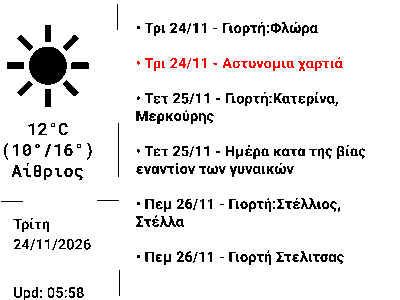 12°C
(10°/16°)
Αίθριος
Τρίτη
24/11/2026
Upd: 05:58
• Τρι 24/11 - Γιορτή:Φλώρα
• Τρι 24/11 - Αστυνομια χαρτιά
• Τετ 25/11 - Γιορτή:Κατερίνα,
Μερκούρης
• Τετ 25/11 - Ημέρα κατα της βίας
εναντίον των γυναικών
• Πεμ 26/11 - Γιορτή:Στέλλιος,
Στέλλα
• Πεμ 26/11 - Γιορτή Στελιτσας